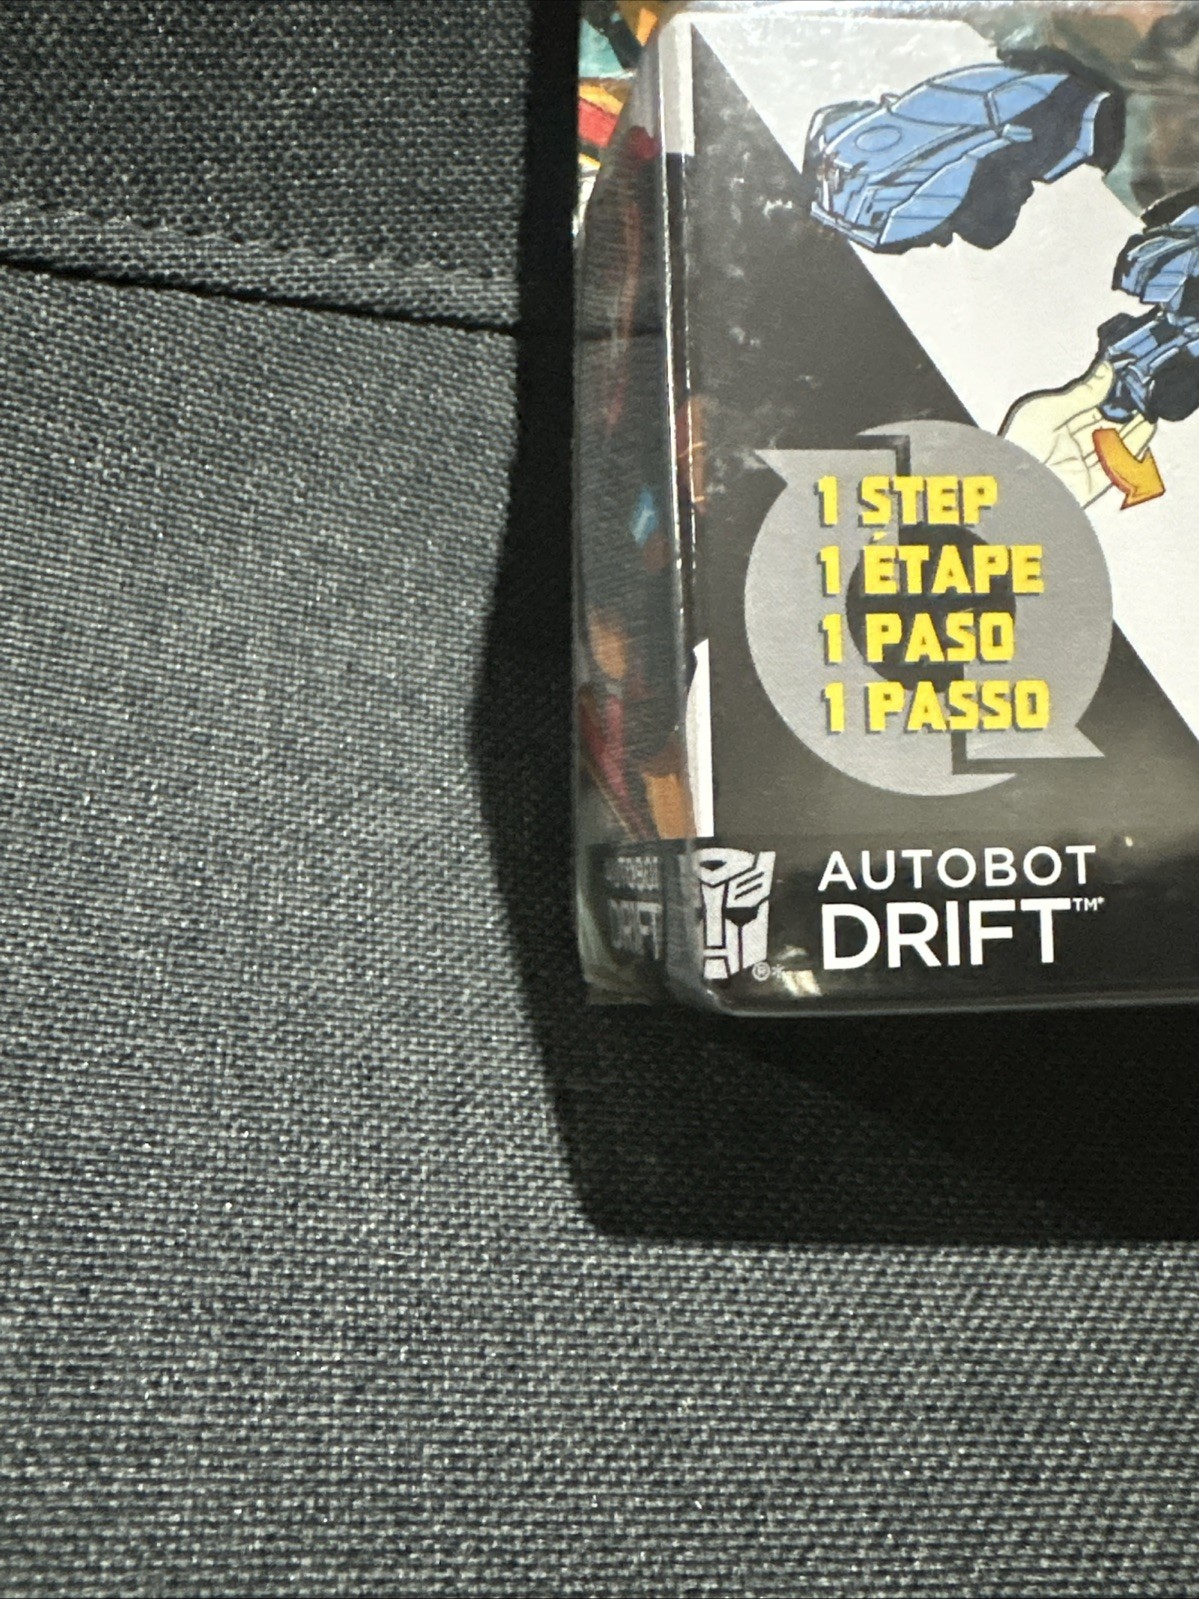 1 STEP
1 ÉTAPE
1 PASO
1 PASSO
AUTOBOT
DRIFT™*
®*